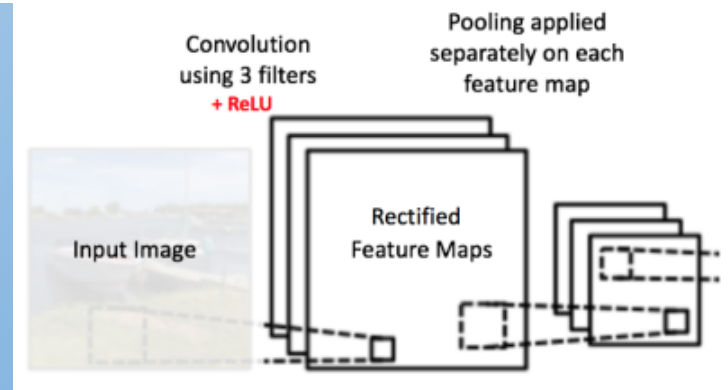 Convolution
using 3 filters
+ ReLU
Pooling applied
separately on each
feature map
Input Image
Rectified
Feature Maps